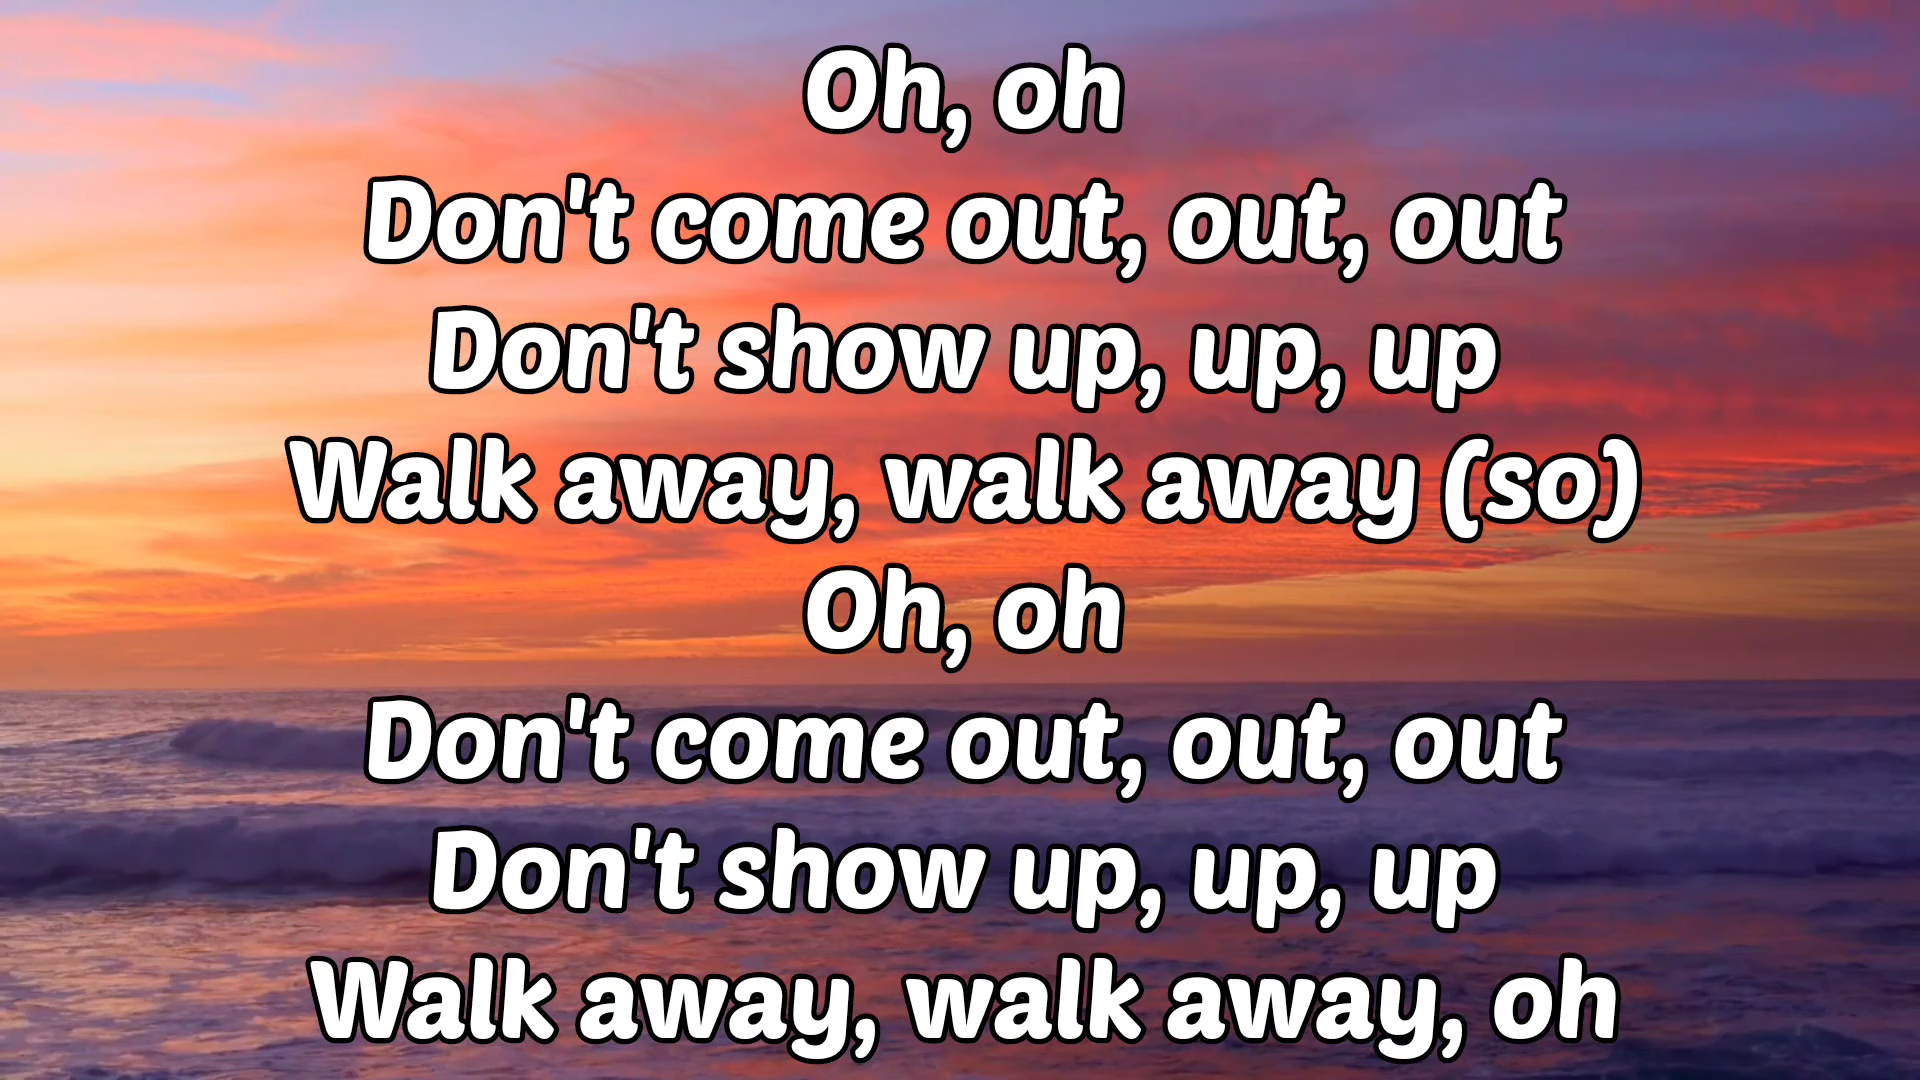 Oh, oh
Don't come out, out, out
Don't show up, up, up
Walk away, walk away (so)
Oh, oh
Don't come out, out, out
Don't show up, up, up
Walk away, walk away, oh